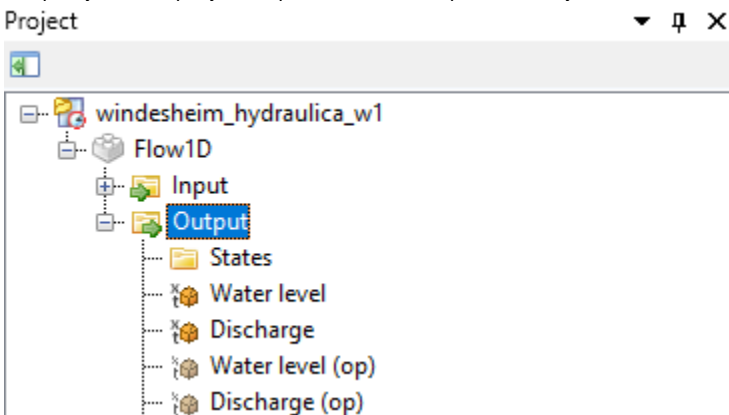 Project
windesheim_hydraulica_w1
Flow1D
Input
Output
States
Water level
Discharge
Water level (op)
Discharge (op)